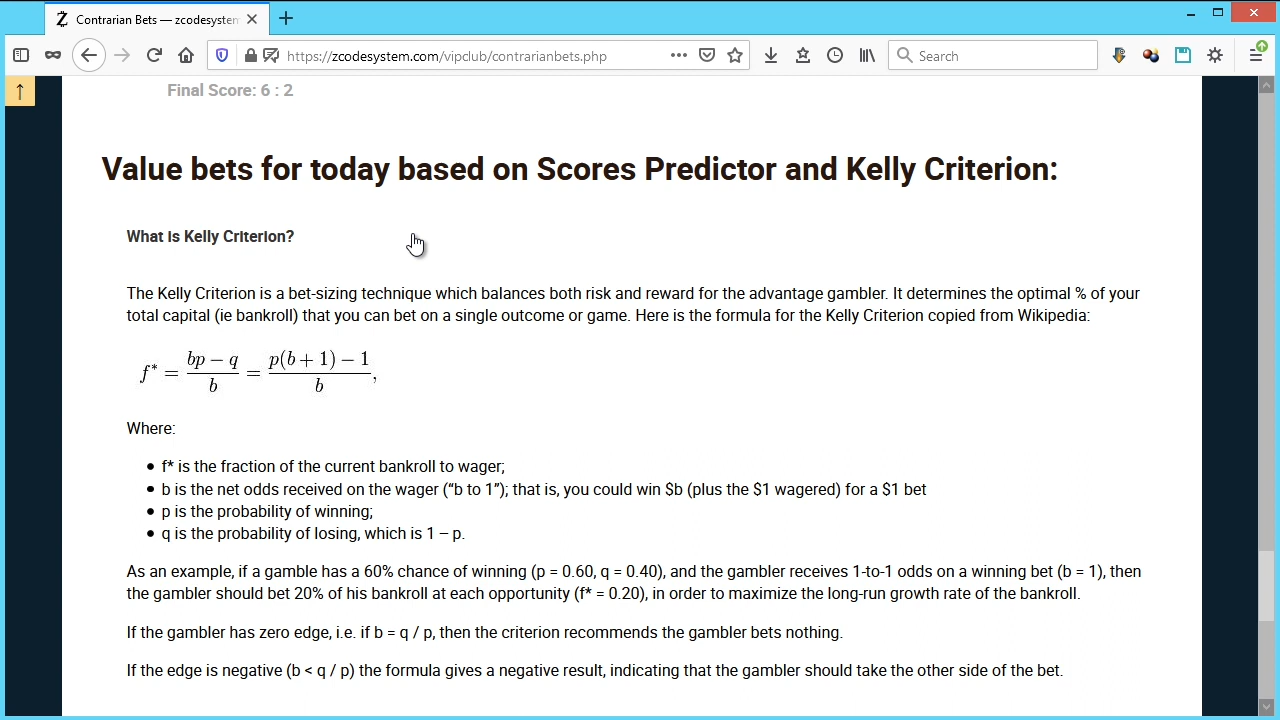 Contrarian Bets — zcodesystem
https://zcodesystem.com/vipclub/contrarianbets.php
Search
Final Score: 6 : 2
Value bets for today based on Scores Predictor and Kelly Criterion:
What is Kelly Criterion?
The Kelly Criterion is a bet-sizing technique which balances both risk and reward for the advantage gambler. It determines the optimal % of your
total capital (ie bankroll) that you can bet on a single outcome or game. Here is the formula for the Kelly Criterion copied from Wikipedia:
f* = (bp − q)/b = (p(b + 1) − 1)/b,
Where:
• f* is the fraction of the current bankroll to wager;
• b is the net odds received on the wager (“b to 1”); that is, you could win $b (plus the $1 wagered) for a $1 bet
• p is the probability of winning;
• q is the probability of losing, which is 1 – p.
As an example, if a gamble has a 60% chance of winning (p = 0.60, q = 0.40), and the gambler receives 1-to-1 odds on a winning bet (b = 1), then
the gambler should bet 20% of his bankroll at each opportunity (f* = 0.20), in order to maximize the long-run growth rate of the bankroll.
If the gambler has zero edge, i.e. if b = q / p, then the criterion recommends the gambler bets nothing.
If the edge is negative (b < q / p) the formula gives a negative result, indicating that the gambler should take the other side of the bet.